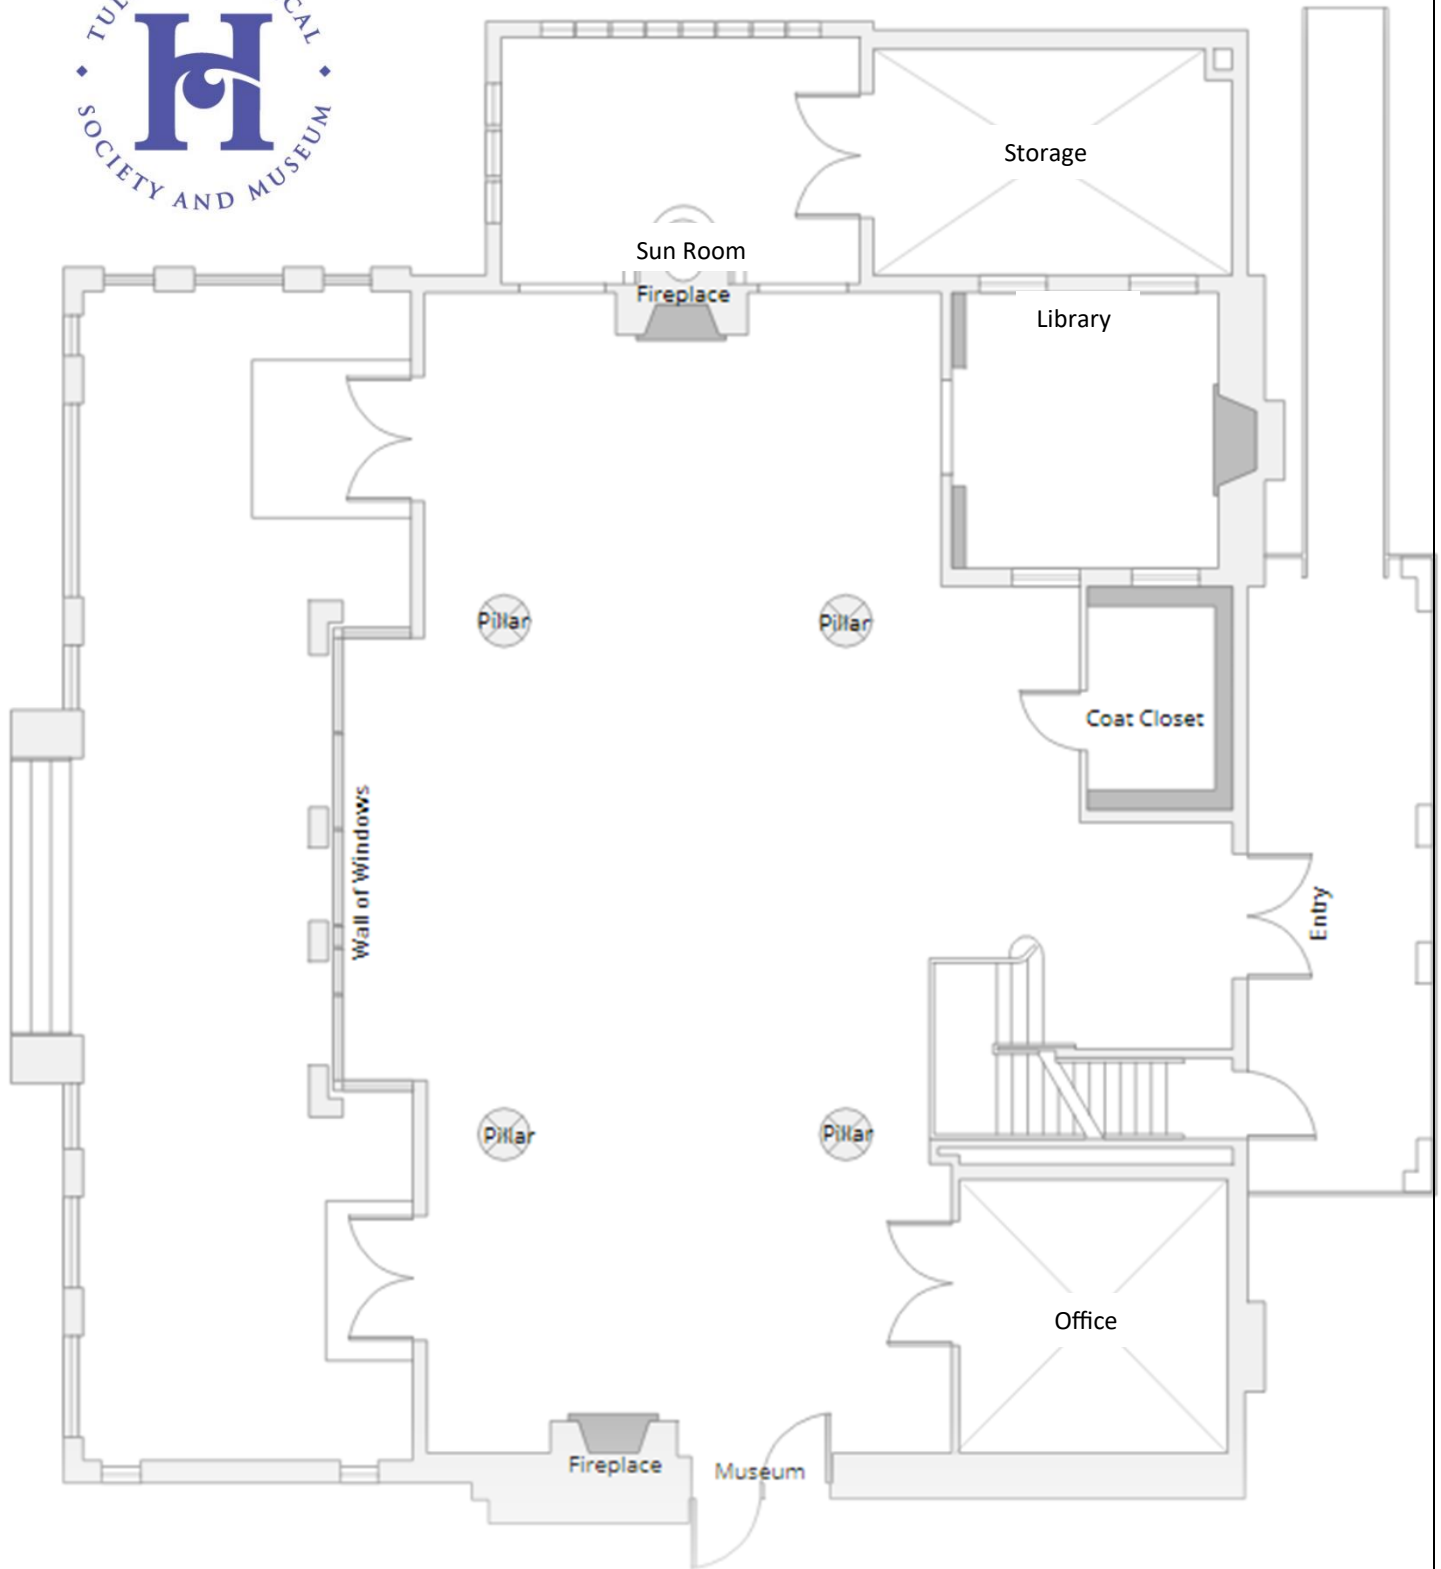 SOCIETY AND MUSEUM
Storage
Sun Room
Fireplace
Library
Pillar
Pillar
Coat Closet
Wall of Windows
Entry
Pillar
Pillar
Office
Fireplace
Museum